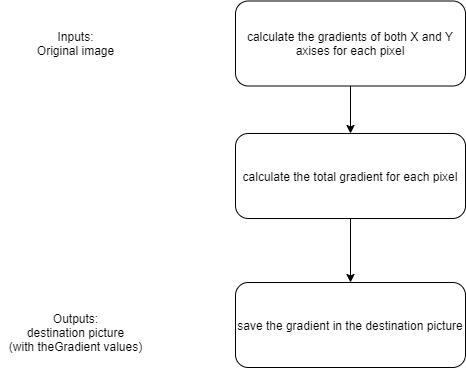 Inputs:
Original image
calculate the gradients of both X and Y
axises for each pixel
calculate the total gradient for each pixel
Outputs:
destination picture
(with theGradient values)
save the gradient in the destination picture